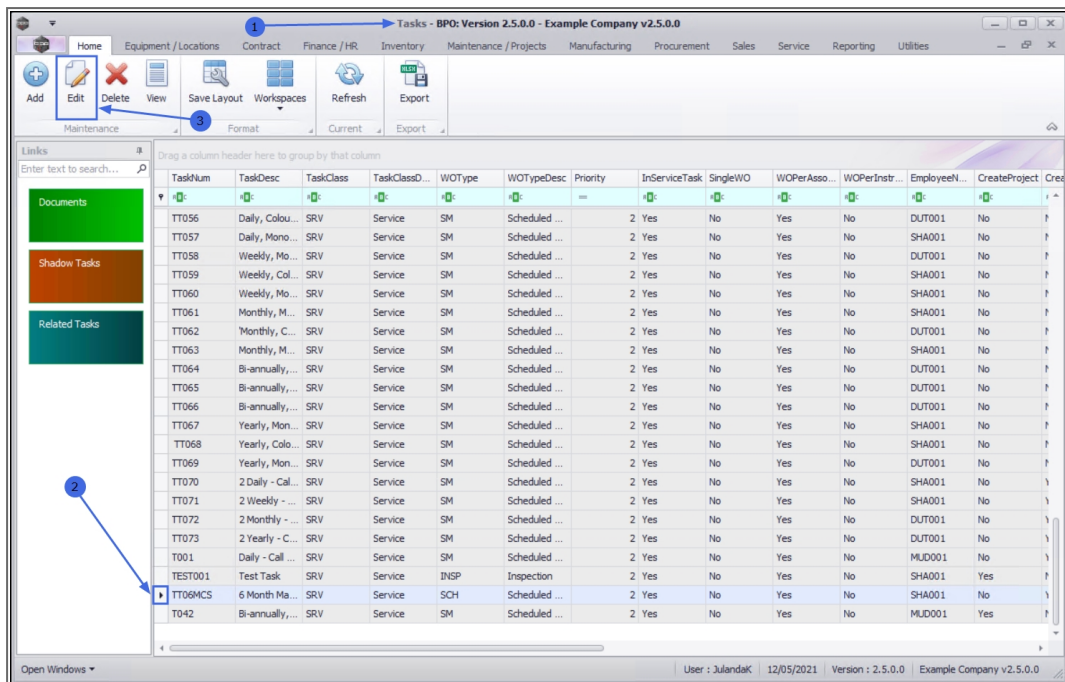 1
Tasks - BPO: Version 2.5.0.0 - Example Company v2.5.0.0
Home Equipment / Locations Contract Finance / HR Inventory Maintenance / Projects Manufacturing Procurement Sales Service Reporting Utilities
Add Edit Delete View Save Layout Workspaces Refresh Export
3
Maintenance Format Current Export
Links
Drag a column header here to group by that column
Enter text to search...
TaskNum TaskDesc TaskClass TaskClassD... WOType WOTypeDesc Priority InServiceTask SingleWO WOPerAsso... WOPerInstr... EmployeeN... CreateProject Crea
Documents
TT056 Daily, Colou... SRV Service SM Scheduled ... 2 Yes No Yes No DUT001 No
TT057 Daily, Mono... SRV Service SM Scheduled ... 2 Yes No Yes No SHA001 No
TT058 Weekly, Mo... SRV Service SM Scheduled ... 2 Yes No Yes No DUT001 No
Shadow Tasks
TT059 Weekly, Col... SRV Service SM Scheduled ... 2 Yes No Yes No SHA001 No
TT060 Weekly, Mo... SRV Service SM Scheduled ... 2 Yes No Yes No SHA001 No
TT061 Monthly, M... SRV Service SM Scheduled ... 2 Yes No Yes No SHA001 No
Related Tasks
TT062 'Monthly, C... SRV Service SM Scheduled ... 2 Yes No Yes No DUT001 No
TT063 Monthly, M... SRV Service SM Scheduled ... 2 Yes No Yes No SHA001 No
TT064 Bi-annually,... SRV Service SM Scheduled ... 2 Yes No Yes No DUT001 No
TT065 Bi-annually,... SRV Service SM Scheduled ... 2 Yes No Yes No DUT001 No
TT066 Bi-annually,... SRV Service SM Scheduled ... 2 Yes No Yes No DUT001 No
TT067 Yearly, Mon... SRV Service SM Scheduled ... 2 Yes No Yes No SHA001 No
TT068 Yearly, Colo... SRV Service SM Scheduled ... 2 Yes No Yes No SHA001 No
TT069 Yearly, Mon... SRV Service SM Scheduled ... 2 Yes No Yes No DUT001 No
2
TT070 2 Daily - Cal... SRV Service SM Scheduled ... 2 Yes No Yes No SHA001 No
TT071 2 Weekly - ... SRV Service SM Scheduled ... 2 Yes No Yes No SHA001 No
TT072 2 Monthly - ... SRV Service SM Scheduled ... 2 Yes No Yes No DUT001 No
TT073 2 Yearly - C... SRV Service SM Scheduled ... 2 Yes No Yes No DUT001 No
T001 Daily - Call ... SRV Service SM Scheduled ... 2 Yes No Yes No MUD001 No
TEST001 Test Task SRV Service INSP Inspection 2 Yes No Yes No SHA001 Yes
TT06MCS 6 Month Ma... SRV Service SCH Scheduled ... 2 Yes No Yes No SHA001 No
T042 Bi-annually,... SRV Service SM Scheduled ... 2 Yes No Yes No MUD001 Yes
Open Windows User : JulandaK 12/05/2021 Version : 2.5.0.0 Example Company v2.5.0.0